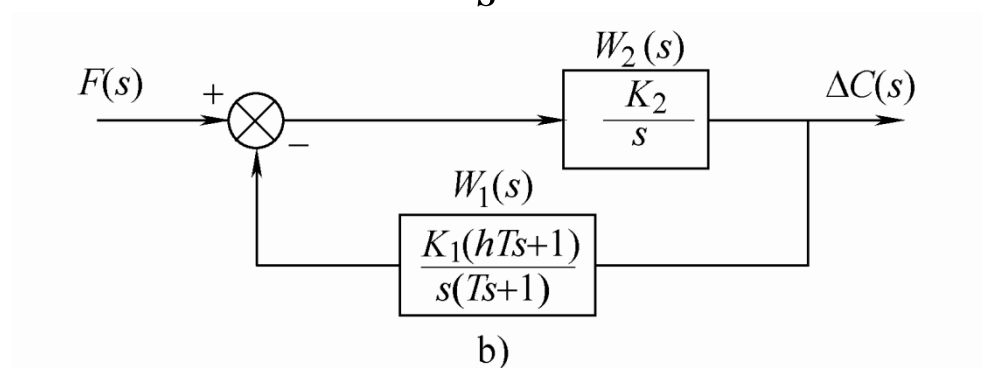 s
W₂(s)
F(s) + K₂/s ΔC(s)
−
W₁(s)
K₁(hTs+1)
s(Ts+1)
b)